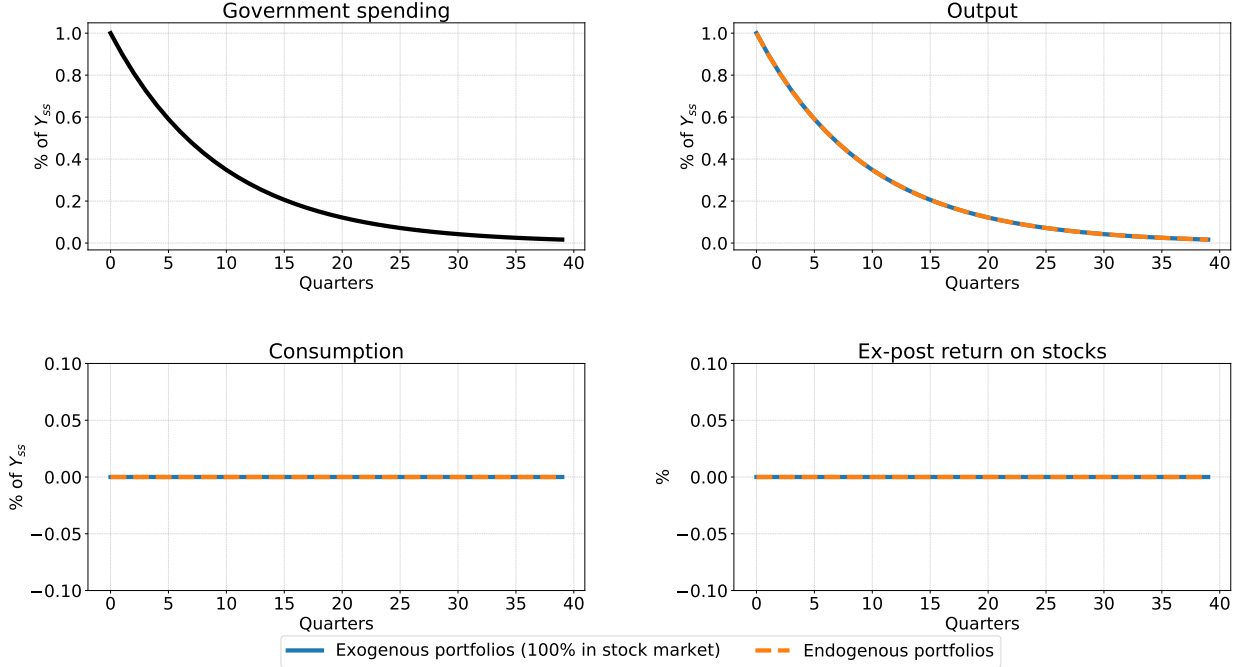 Government spending
% of Yss
1.0
0.8
0.6
0.4
0.2
0.0
0 5 10 15 20 25 30 35 40
Quarters
Output
% of Yss
1.0
0.8
0.6
0.4
0.2
0.0
0 5 10 15 20 25 30 35 40
Quarters
Consumption
% of Yss
0.10
0.05
0.00
−0.05
−0.10
0 5 10 15 20 25 30 35 40
Quarters
Ex-post return on stocks
%
0.10
0.05
0.00
−0.05
−0.10
0 5 10 15 20 25 30 35 40
Quarters
Exogenous portfolios (100% in stock market) Endogenous portfolios